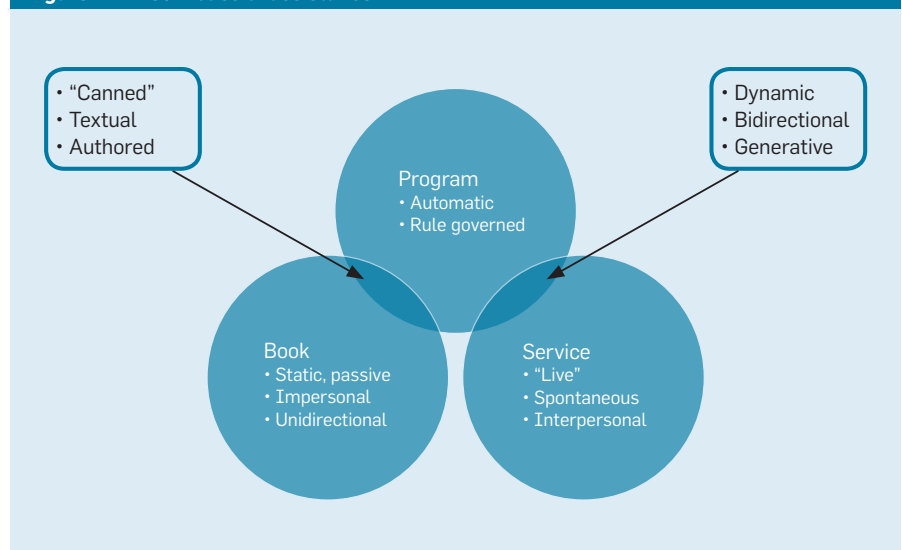 • “Canned”
• Textual
• Authored
• Dynamic
• Bidirectional
• Generative
Program
• Automatic
• Rule governed
Book
• Static, passive
• Impersonal
• Unidirectional
Service
• “Live”
• Spontaneous
• Interpersonal